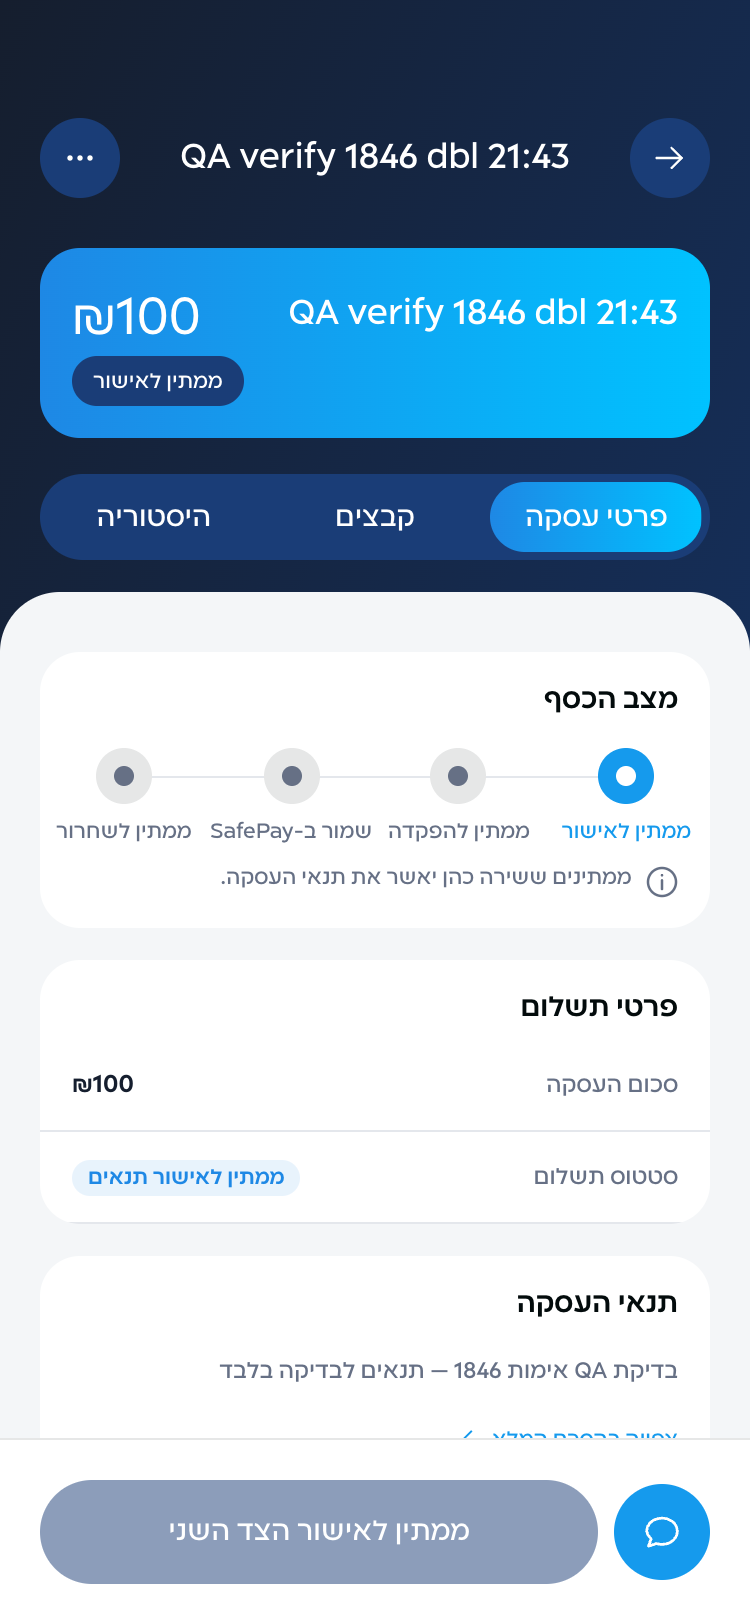 QA verify 1846 dbl 21:43
QA verify 1846 dbl 21:43
₪100
ממתין לאישור
פרטי עסקה
קבצים
היסטוריה
מצב הכסף
ממתין לאישור
ממתין להפקדה
שמור ב-SafePay
ממתין לשחרור
ממתינים ששירה כהן יאשר את תנאי העסקה.
פרטי תשלום
סכום העסקה
₪100
סטטוס תשלום
ממתין לאישור תנאים
תנאי העסקה
בדיקת QA אימות 1846 – תנאים לבדיקה בלבד
ממתין לאישור הצד השני